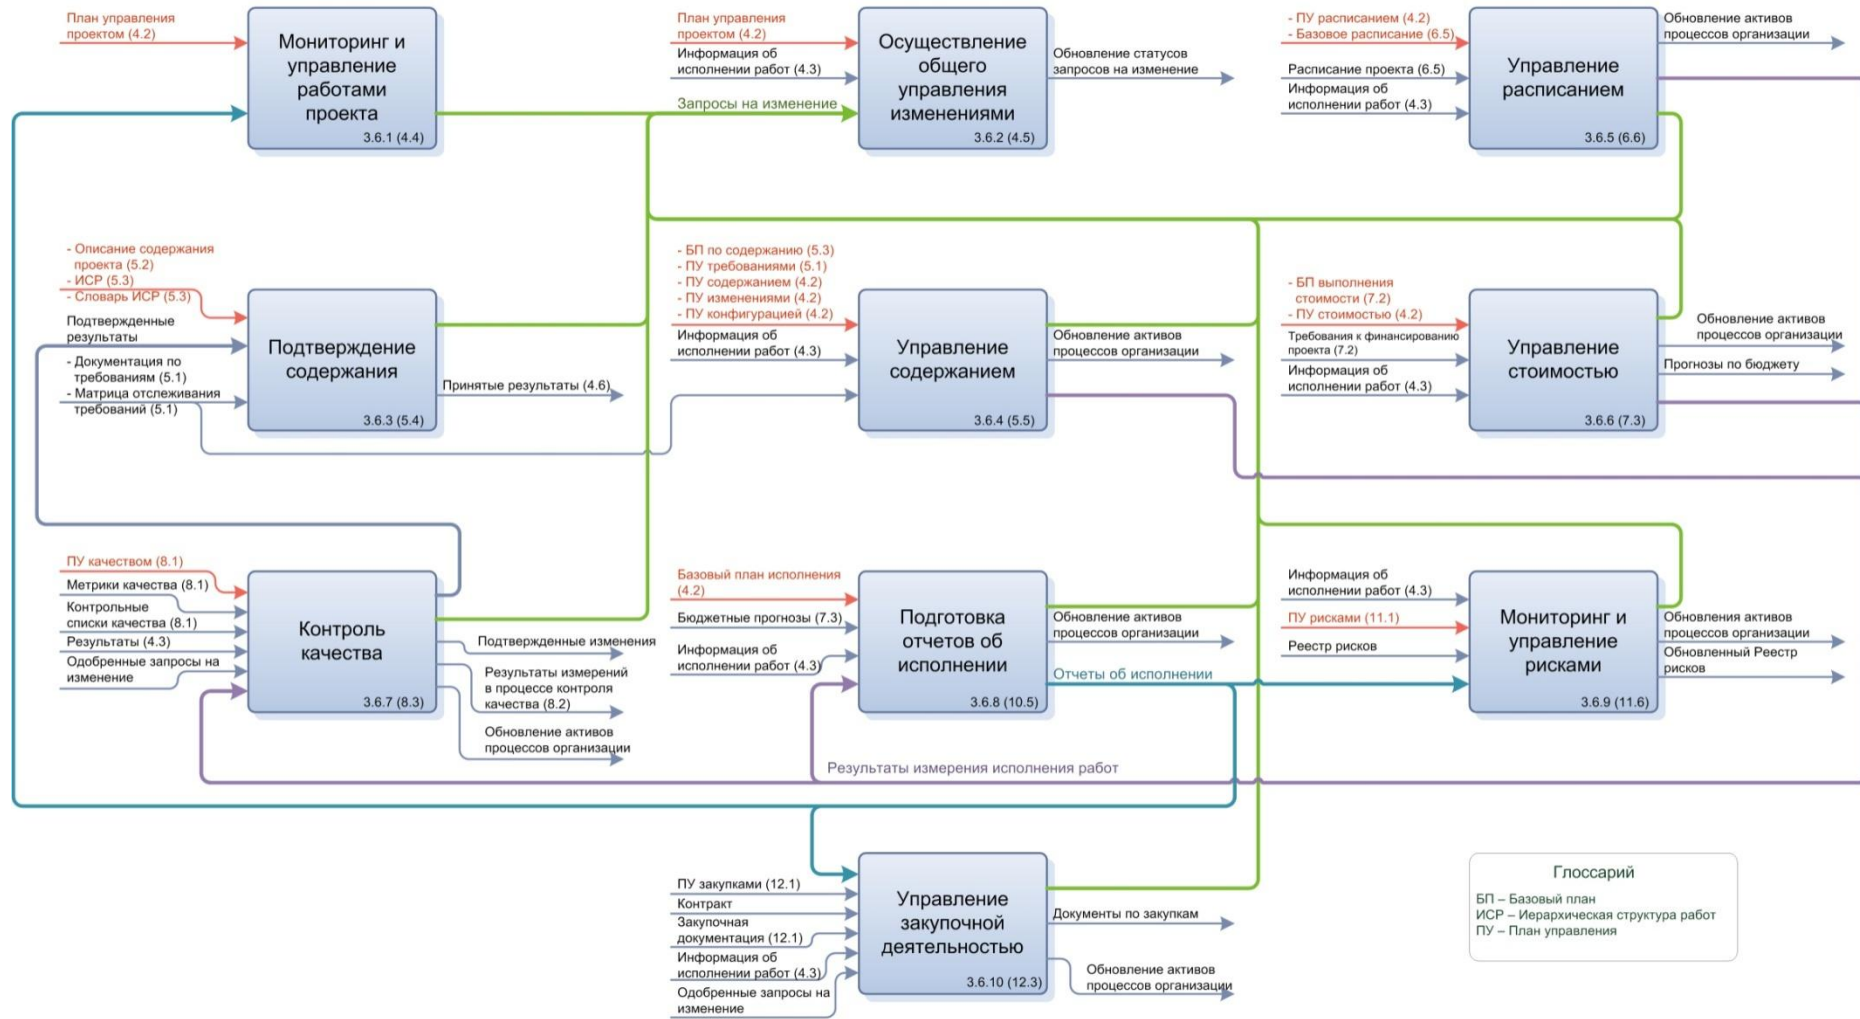 План управления
проектом (4.2)
Мониторинг и
управление
работами
проекта
3.6.1 (4.4)
План управления
проектом (4.2)
Информация об
исполнении работ (4.3)
Запросы на изменение
Осуществление
общего
управления
изменениями
3.6.2 (4.5)
Обновление статусов
запросов на изменение
- ПУ расписанием (4.2)
- Базовое расписание (6.5)
Расписание проекта (6.5)
Информация об
исполнении работ (4.3)
Управление
расписанием
3.6.5 (6.6)
Обновление активов
процессов организации
- Описание содержания
проекта (5.2)
- ИСР (5.3)
- Словарь ИСР (5.3)
Подтвержденные
результаты
- Документация по
требованиям (5.1)
- Матрица отслеживания
требований (5.1)
Подтверждение
содержания
3.6.3 (5.4)
Принятые результаты (4.6)
- БП по содержанию (5.3)
- ПУ требованиями (5.1)
- ПУ содержанием (4.2)
- ПУ изменениями (4.2)
- ПУ конфигурацией (4.2)
Информация об
исполнении работ (4.3)
Управление
содержанием
3.6.4 (5.5)
Обновление активов
процессов организации
- БП выполнения
стоимости (7.2)
- ПУ стоимостью (4.2)
Требования к финансированию
проекта (7.2)
Информация об
исполнении работ (4.3)
Управление
стоимостью
3.6.6 (7.3)
Обновление активов
процессов организации
Прогнозы по бюджету
ПУ качеством (8.1)
Метрики качества (8.1)
Контрольные
списки качества (8.1)
Результаты (4.3)
Одобренные запросы на
изменение
Контроль
качества
3.6.7 (8.3)
Подтвержденные изменения
Результаты измерений
в процессе контроля
качества (8.2)
Обновление активов
процессов организации
Базовый план исполнения
(4.2)
Бюджетные прогнозы (7.3)
Информация об
исполнении работ (4.3)
Подготовка
отчетов об
исполнении
3.6.8 (10.5)
Обновление активов
процессов организации
Отчеты об исполнении
Информация об
исполнении работ (4.3)
ПУ рисками (11.1)
Реестр рисков
Мониторинг и
управление
рисками
3.6.9 (11.6)
Обновления активов
процессов организации
Обновленный Реестр
рисков
Результаты измерения исполнения работ
ПУ закупками (12.1)
Контракт
Закупочная
документация (12.1)
Информация об
исполнении работ (4.3)
Одобренные запросы на
изменение
Управление
закупочной
деятельностью
3.6.10 (12.3)
Документы по закупкам
Обновление активов
процессов организации
Глоссарий
БП – Базовый план
ИСР – Иерархическая структура работ
ПУ – План управления